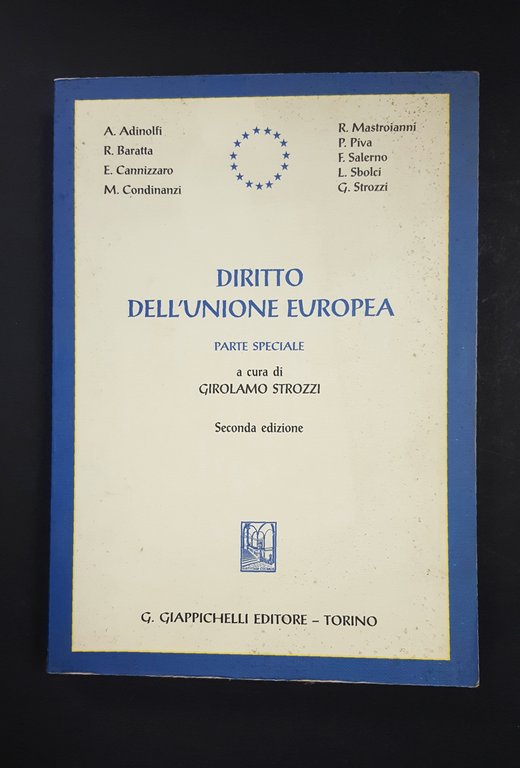 A. Adinolfi
R. Baratta
E. Cannizzaro
M. Condinanzi
R. Mastroianni
P. Piva
F. Salerno
L. Sbolci
G. Strozzi
DIRITTO
DELL'UNIONE EUROPEA
PARTE SPECIALE
a cura di
GIROLAMO STROZZI
Seconda edizione
G. GIAPPICHELLI EDITORE – TORINO